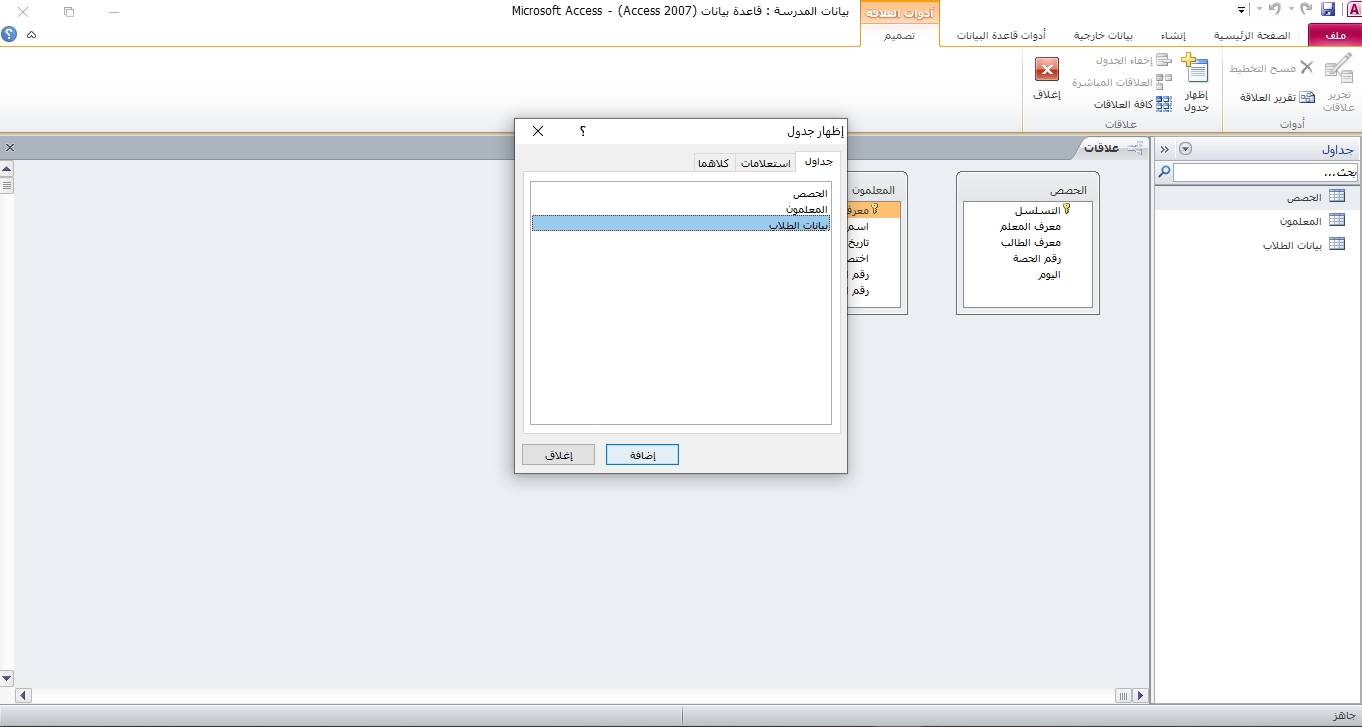 بيانات المدرسة : قاعدة بيانات (Access 2007) - Microsoft Access
أدوات العلاقة
ملف
الصفحة الرئيسية
إنشاء
بيانات خارجية
أدوات قاعدة البيانات
تصميم
تحرير علاقات
مسح التخطيط
تقرير العلاقة
أدوات
إظهار جدول
إخفاء الجدول
العلاقات المباشرة
كافة العلاقات
علاقات
إغلاق
جداول
بحث...
الحصص
المعلمون
بيانات الطلاب
علاقات
الحصص
التسلسل
معرف المعلم
معرف الطالب
رقم الحصة
اليوم
المعلمون
معرف
اسم
تاريخ
رقم
رقم
إظهار جدول
؟
جداول
استعلامات
كلاهما
الحصص
المعلمون
بيانات الطلاب
إضافة
إغلاق
جاهز